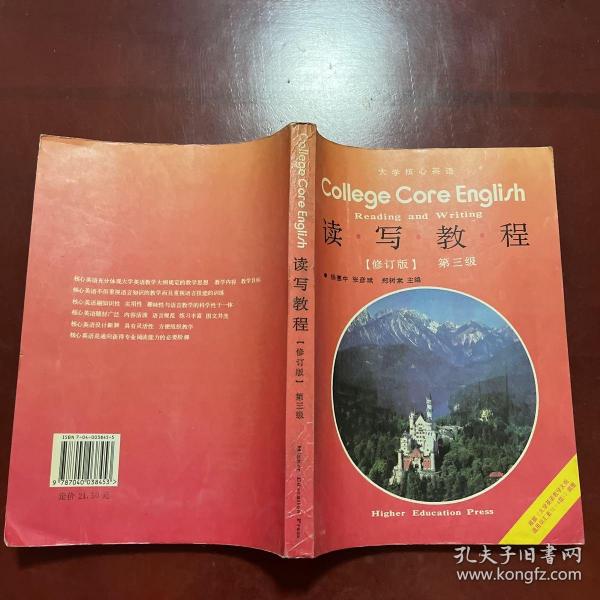 核心英语充分体现大学英语教学大纲规定的教学思想 教学内容 教学目标
核心英语不但重视语言知识的教学而且重视语言技能的训练
核心英语融知识性 实用性 趣味性与语言教学的科学性于一体
核心英语题材广泛 内容活泼 语言规范 练习丰富 图文并茂
核心英语设计新颖 具有灵活性 方便组织教学
核心英语是通向获得专业阅读能力的必要阶梯
ISBN 7-04-003845-5
9 787040 038453 >
定价 21.50 元
College Core English
读写教程
【修订版】
第三级
Higher Education Press
大学核心英语
College Core English
Reading and Writing
读·写·教·程
【修订版】 第三级
杨惠中 张彦斌 郑树棠 主编
Higher Education Press
孔夫子旧书网
www.kongfz.com